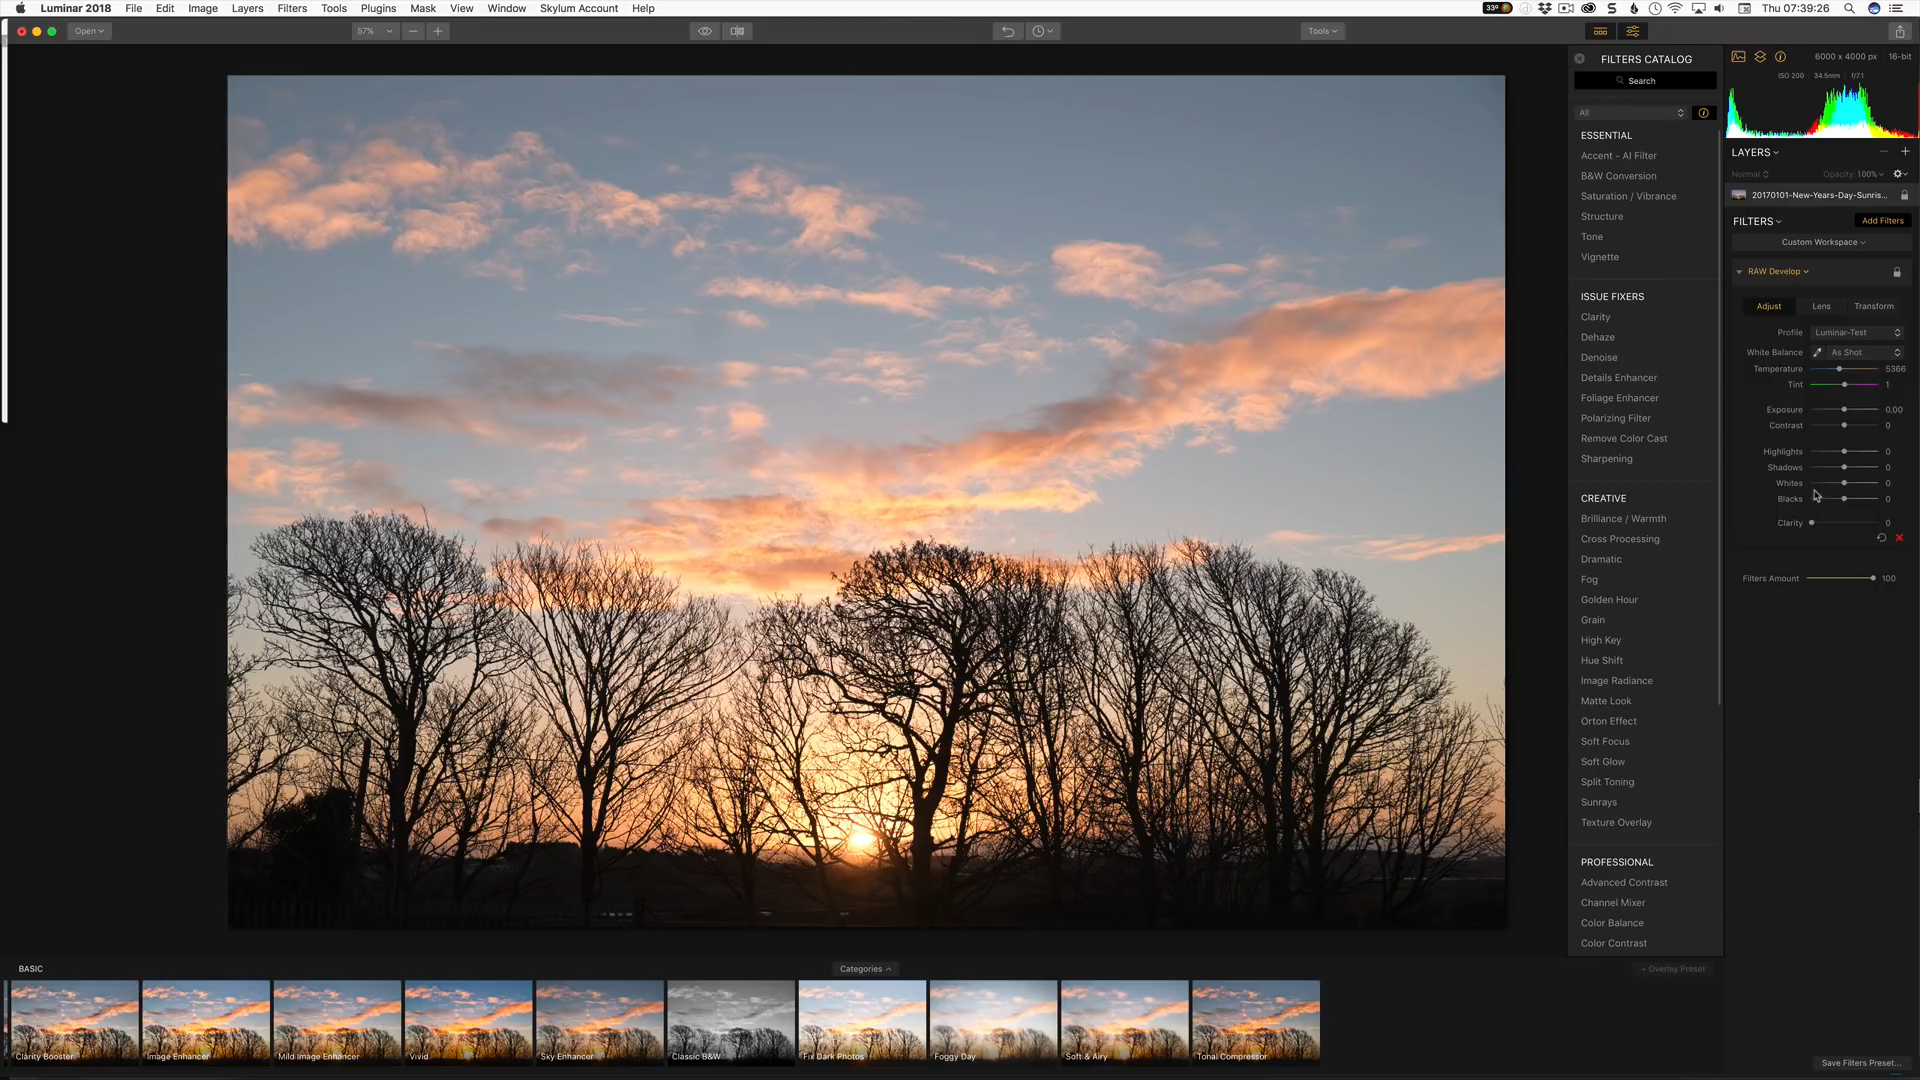 Luminar 2018 File Edit Image Layers Filters Tools Plugins Mask View Window Skylum Account Help
33° Thu 07:39:26
Open 57% Tools
FILTERS CATALOG
Search
All
ESSENTIAL
Accent - AI Filter
B&W Conversion
Saturation / Vibrance
Structure
Tone
Vignette
ISSUE FIXERS
Clarity
Dehaze
Denoise
Details Enhancer
Foliage Enhancer
Polarizing Filter
Remove Color Cast
Sharpening
CREATIVE
Brilliance / Warmth
Cross Processing
Dramatic
Fog
Golden Hour
Grain
High Key
Hue Shift
Image Radiance
Matte Look
Orton Effect
Soft Focus
Soft Glow
Split Toning
Sunrays
Texture Overlay
PROFESSIONAL
Advanced Contrast
Channel Mixer
Color Balance
Color Contrast
6000 x 4000 px 16-bit
ISO 200 34.5mm f/7.1
LAYERS
Normal Opacity: 100%
20170101-New-Years-Day-Sunris...
FILTERS Add Filters
Custom Workspace
RAW Develop
Adjust Lens Transform
Profile Luminar-Test
White Balance As Shot
Temperature 5366
Tint 1
Exposure 0.00
Contrast 0
Highlights 0
Shadows 0
Whites 0
Blacks 0
Clarity 0
Filters Amount 100
BASIC Categories + Overlay Preset
Clarity Booster Image Enhancer Mild Image Enhancer Vivid Sky Enhancer Classic B&W Fix Dark Photos Foggy Day Soft & Airy Tonal Compressor
Save Filters Preset...